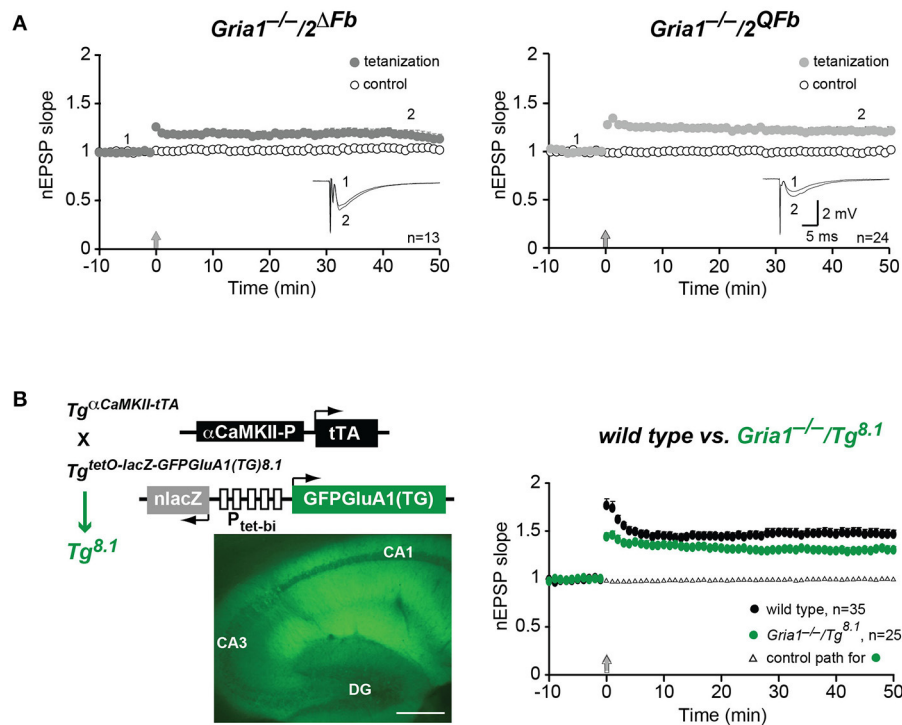 A
Gria1–/–/2ΔFb
2
1.5
1
0.5
0
nEPSP slope
tetanization
control
1
2
1
2
n=13
-10 0 10 20 30 40 50
Time (min)
Gria1–/–/2QFb
2
1.5
1
0.5
0
nEPSP slope
tetanization
control
1
2
1
2
2 mV
5 ms
n=24
-10 0 10 20 30 40 50
Time (min)
B
TgαCaMKII-tTA
X
TgtetO-lacZ-GFPGluA1(TG)8.1
Tg8.1
αCaMKII-P tTA
nlacZ GFPGluA1(TG)
Ptet-bi
CA1
CA3
DG
wild type vs. Gria1–/–/Tg8.1
2
1.5
1
0.5
0
nEPSP slope
wild type, n=35
Gria1–/–/Tg8.1, n=25
control path for
-10 0 10 20 30 40 50
Time (min)